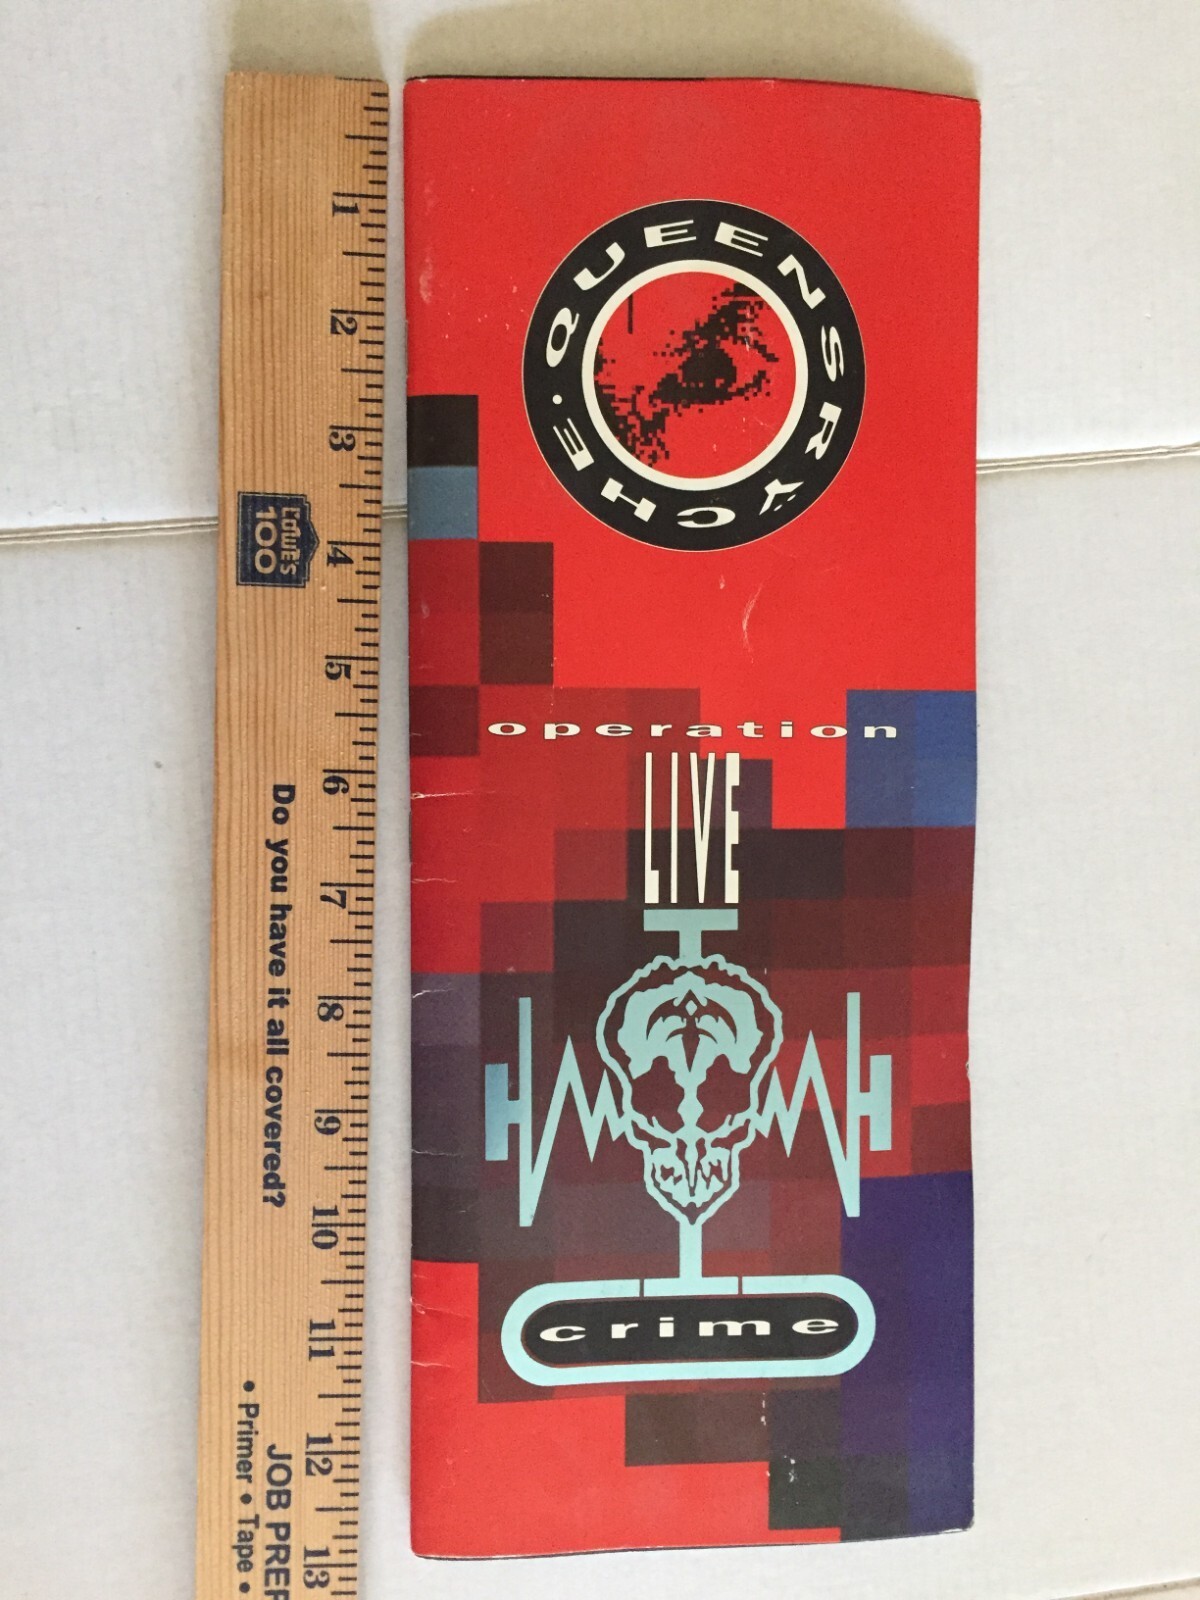 QUEENSRŸCHE •
operation
LIVE
crime
1
2
3
4
5
6
7
8
9
10
11
12
13
LOWE'S
100
Do you have it all covered?
JOB PREP
• Primer • Tape •